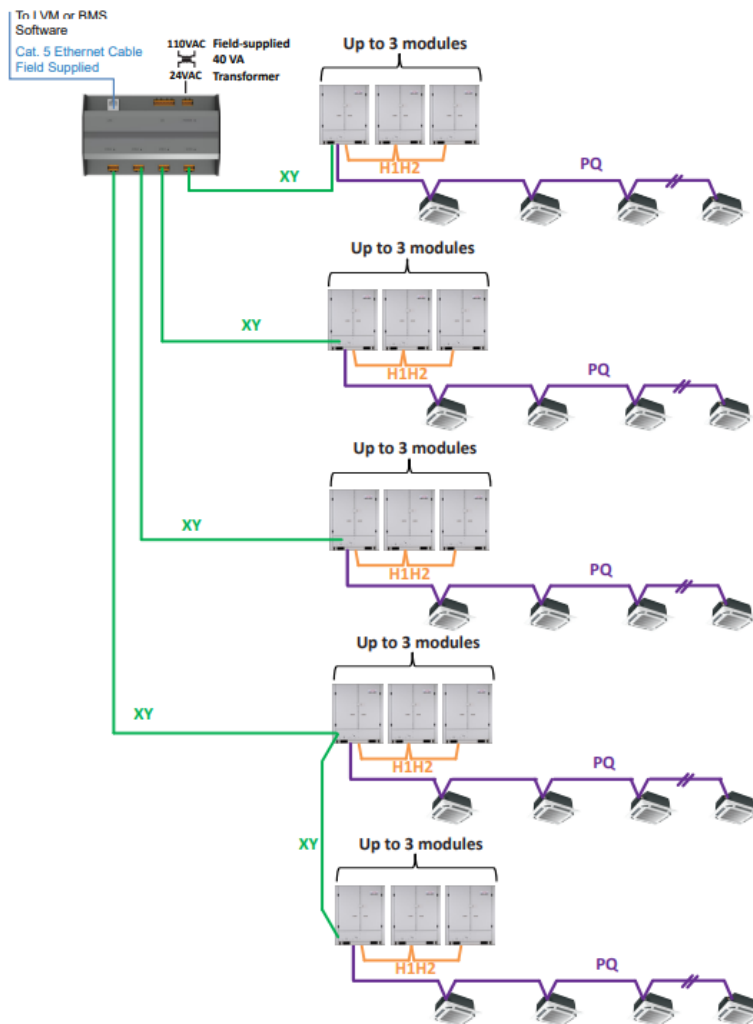 To LVM or BMS
Software
Cat. 5 Ethernet Cable
Field Supplied
110VAC Field-supplied
40 VA
24VAC Transformer
Up to 3 modules
H1H2
XY
PQ
Up to 3 modules
XY
H1H2
PQ
Up to 3 modules
XY
H1H2
PQ
Up to 3 modules
XY
H1H2
PQ
XY
Up to 3 modules
H1H2
PQ